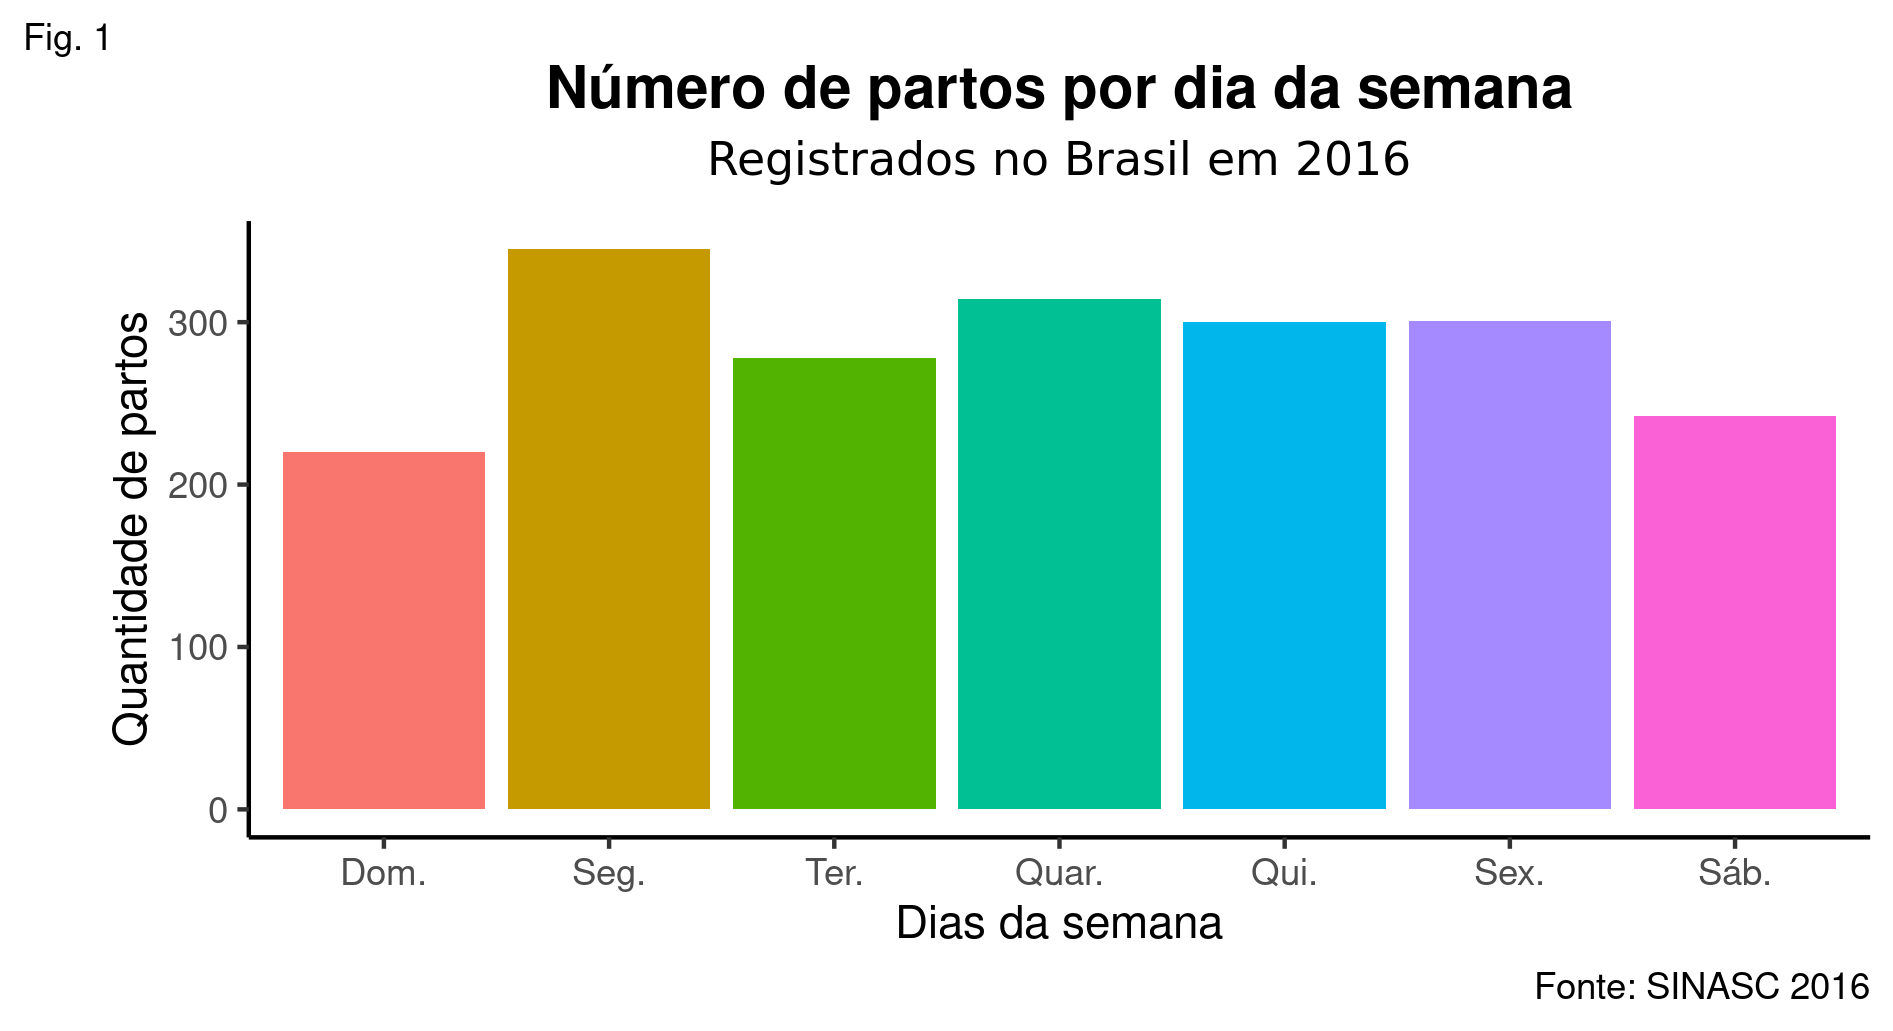 Fig. 1
Número de partos por dia da semana
Registrados no Brasil em 2016
Quantidade de partos
300
200
100
0
Dom. Seg. Ter. Quar. Qui. Sex. Sáb.
Dias da semana
Fonte: SINASC 2016